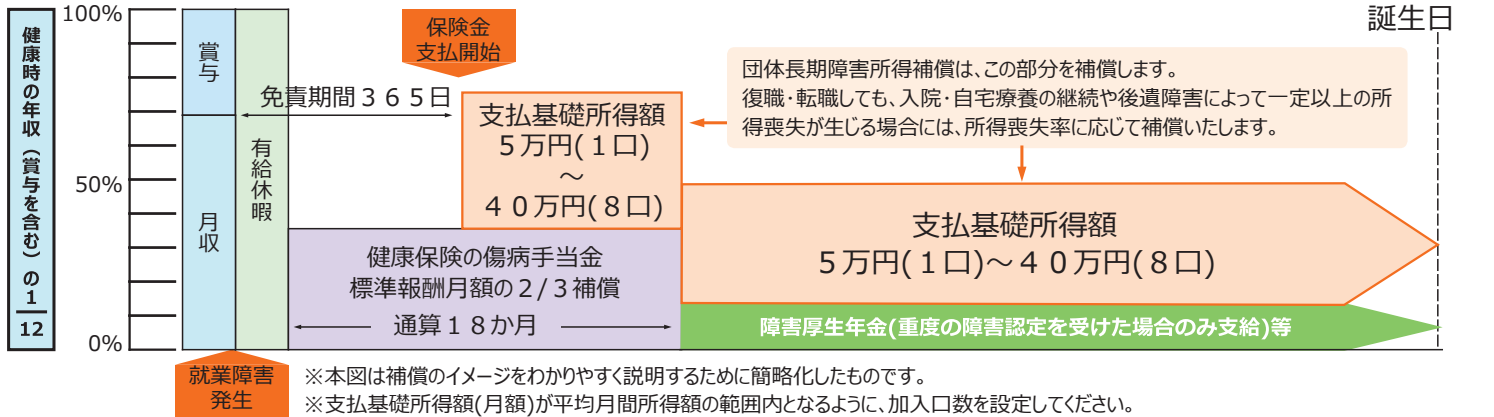 健康時の年収（賞与を含む）の1/12
100%
50%
0%
賞与
月収
有給休暇
免責期間３６５日
保険金
支払開始
誕生日
団体長期障害所得補償は、この部分を補償します。
復職・転職しても、入院・自宅療養の継続や後遺障害によって一定以上の所
得喪失が生じる場合には、所得喪失率に応じて補償いたします。
支払基礎所得額
５万円(１口)
～
４０万円(８口)
支払基礎所得額
５万円(１口)～４０万円(８口)
健康保険の傷病手当金
標準報酬月額の２/３補償
通算１８か月
障害厚生年金(重度の障害認定を受けた場合のみ支給)等
就業障害
発生
※本図は補償のイメージをわかりやすく説明するために簡略化したものです。
※支払基礎所得額(月額)が平均月間所得額の範囲内となるように、加入口数を設定してください。